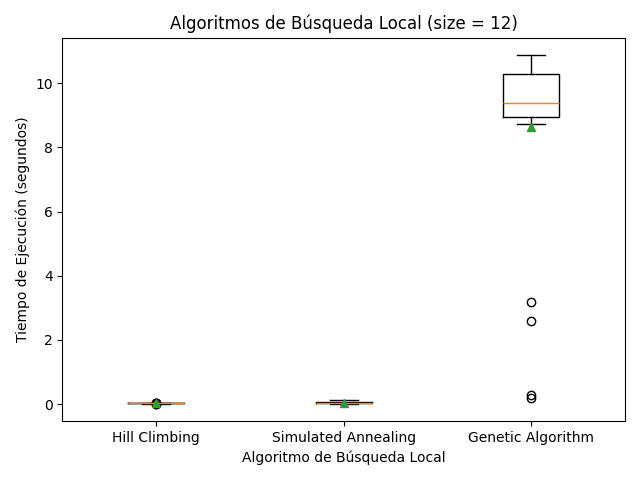 Algoritmos de Búsqueda Local (size = 12)
Tiempo de Ejecución (segundos)
10
8
6
4
2
0
Hill Climbing
Simulated Annealing
Genetic Algorithm
Algoritmo de Búsqueda Local